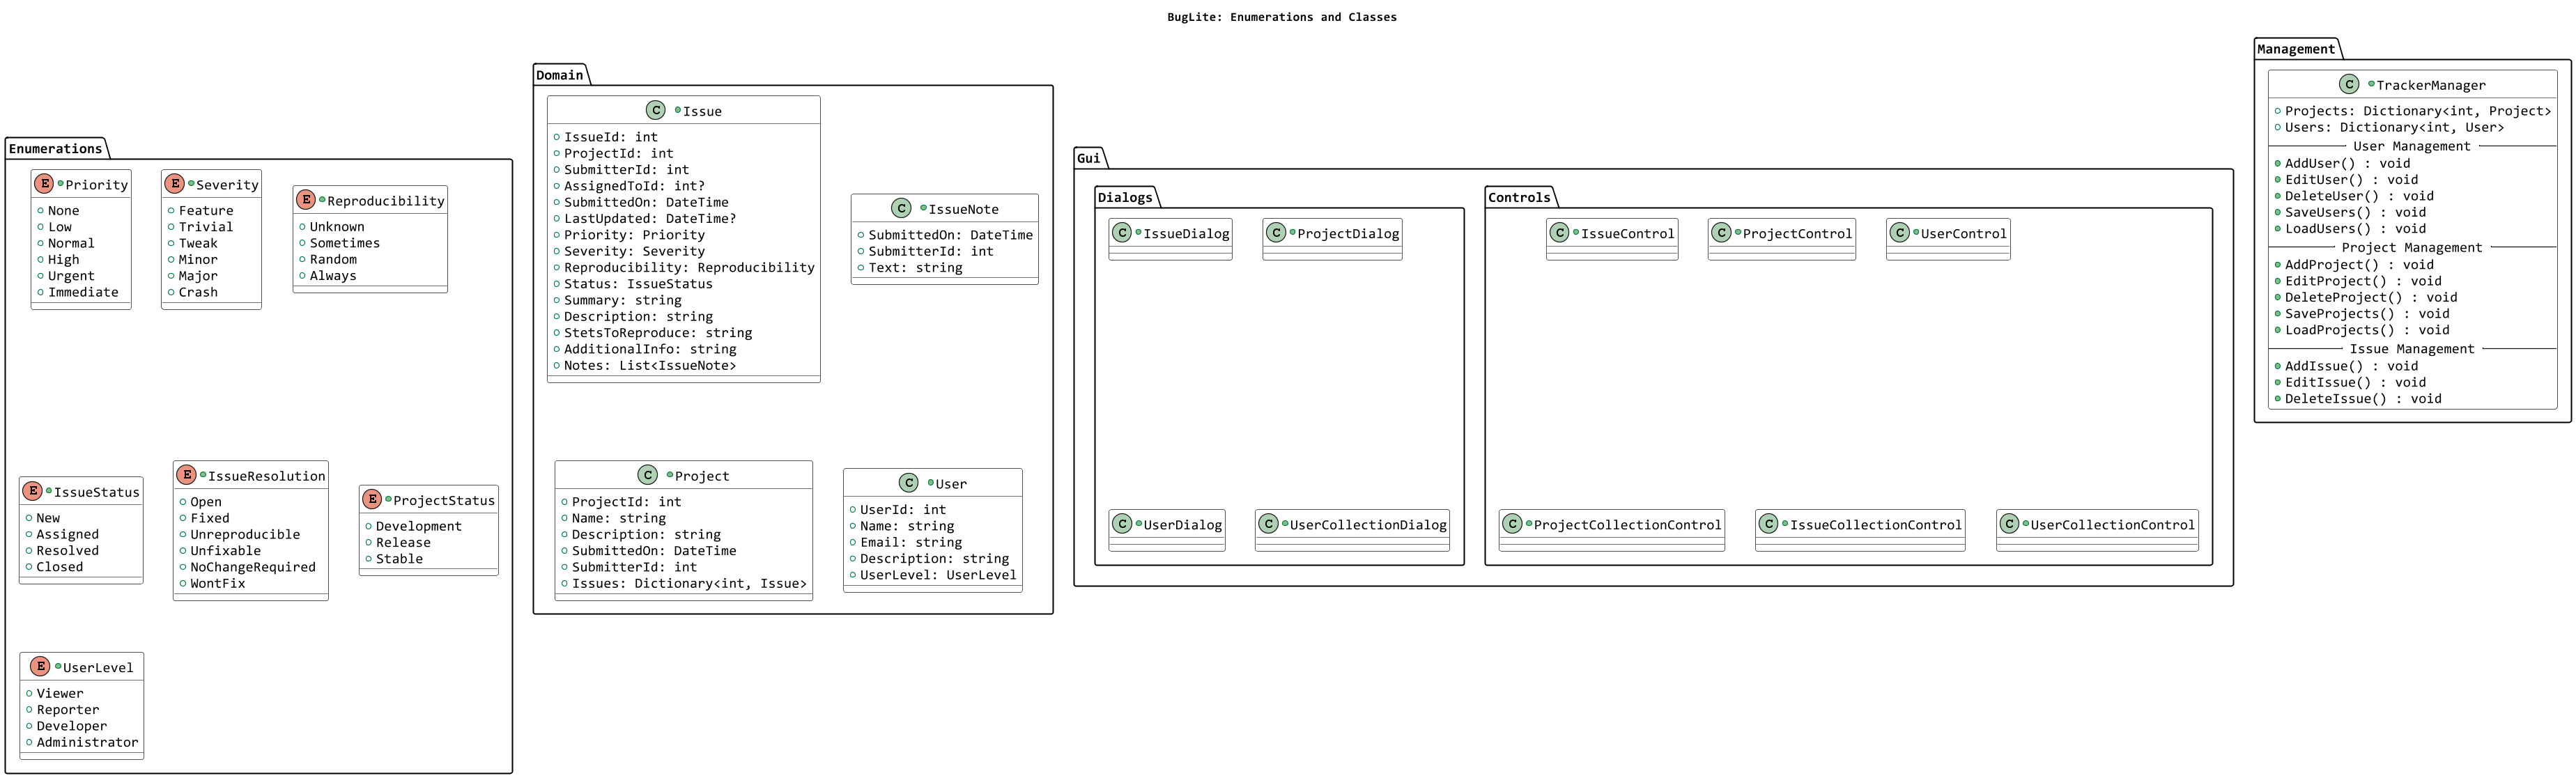 BugLite: Enumerations and Classes
Enumerations
E Priority
None
Low
Normal
High
Urgent
Immediate
E Severity
Feature
Trivial
Tweak
Minor
Major
Crash
E Reproducibility
Unknown
Sometimes
Random
Always
E IssueStatus
New
Assigned
Resolved
Closed
E IssueResolution
Open
Fixed
Unreproducible
Unfixable
NoChangeRequired
WontFix
E ProjectStatus
Development
Release
Stable
E UserLevel
Viewer
Reporter
Developer
Administrator
Domain
C Issue
IssueId: int
ProjectId: int
SubmitterId: int
AssignedToId: int?
SubmittedOn: DateTime
LastUpdated: DateTime?
Priority: Priority
Severity: Severity
Reproducibility: Reproducibility
Status: IssueStatus
Summary: string
Description: string
StetsToReproduce: string
AdditionalInfo: string
Notes: List<IssueNote>
C IssueNote
SubmittedOn: DateTime
SubmitterId: int
Text: string
C Project
ProjectId: int
Name: string
Description: string
SubmittedOn: DateTime
SubmitterId: int
Issues: Dictionary<int, Issue>
C User
UserId: int
Name: string
Email: string
Description: string
UserLevel: UserLevel
Gui
Dialogs
C IssueDialog
C ProjectDialog
C UserDialog
C UserCollectionDialog
Controls
C IssueControl
C ProjectControl
C UserControl
C ProjectCollectionControl
C IssueCollectionControl
C UserCollectionControl
Management
C TrackerManager
Projects: Dictionary<int, Project>
Users: Dictionary<int, User>
User Management
AddUser() : void
EditUser() : void
DeleteUser() : void
SaveUsers() : void
LoadUsers() : void
Project Management
AddProject() : void
EditProject() : void
DeleteProject() : void
SaveProjects() : void
LoadProjects() : void
Issue Management
AddIssue() : void
EditIssue() : void
DeleteIssue() : void